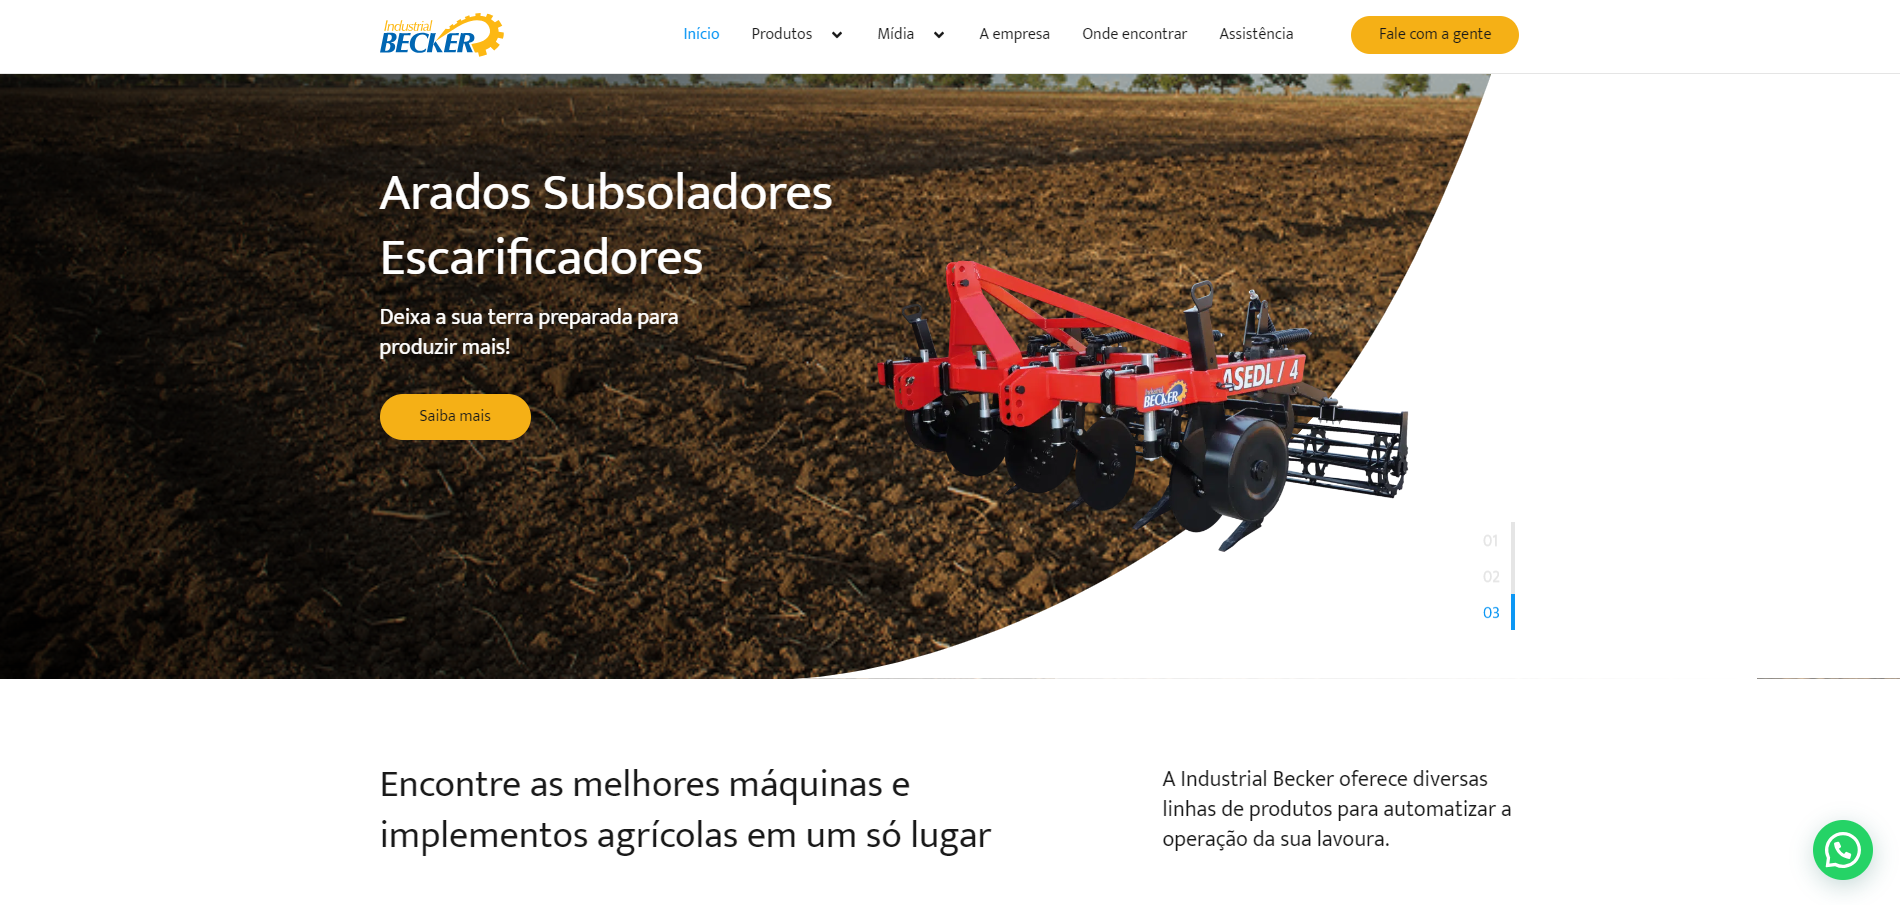 Industrial
BECKER
Início
Produtos
Mídia
A empresa
Onde encontrar
Assistência
Fale com a gente
Arados Subsoladores
Escarificadores
Deixa a sua terra preparada para
produzir mais!
Saiba mais
ASEDL / 4
Industrial
BECKER
01
02
03
Encontre as melhores máquinas e
implementos agrícolas em um só lugar
A Industrial Becker oferece diversas
linhas de produtos para automatizar a
operação da sua lavoura.